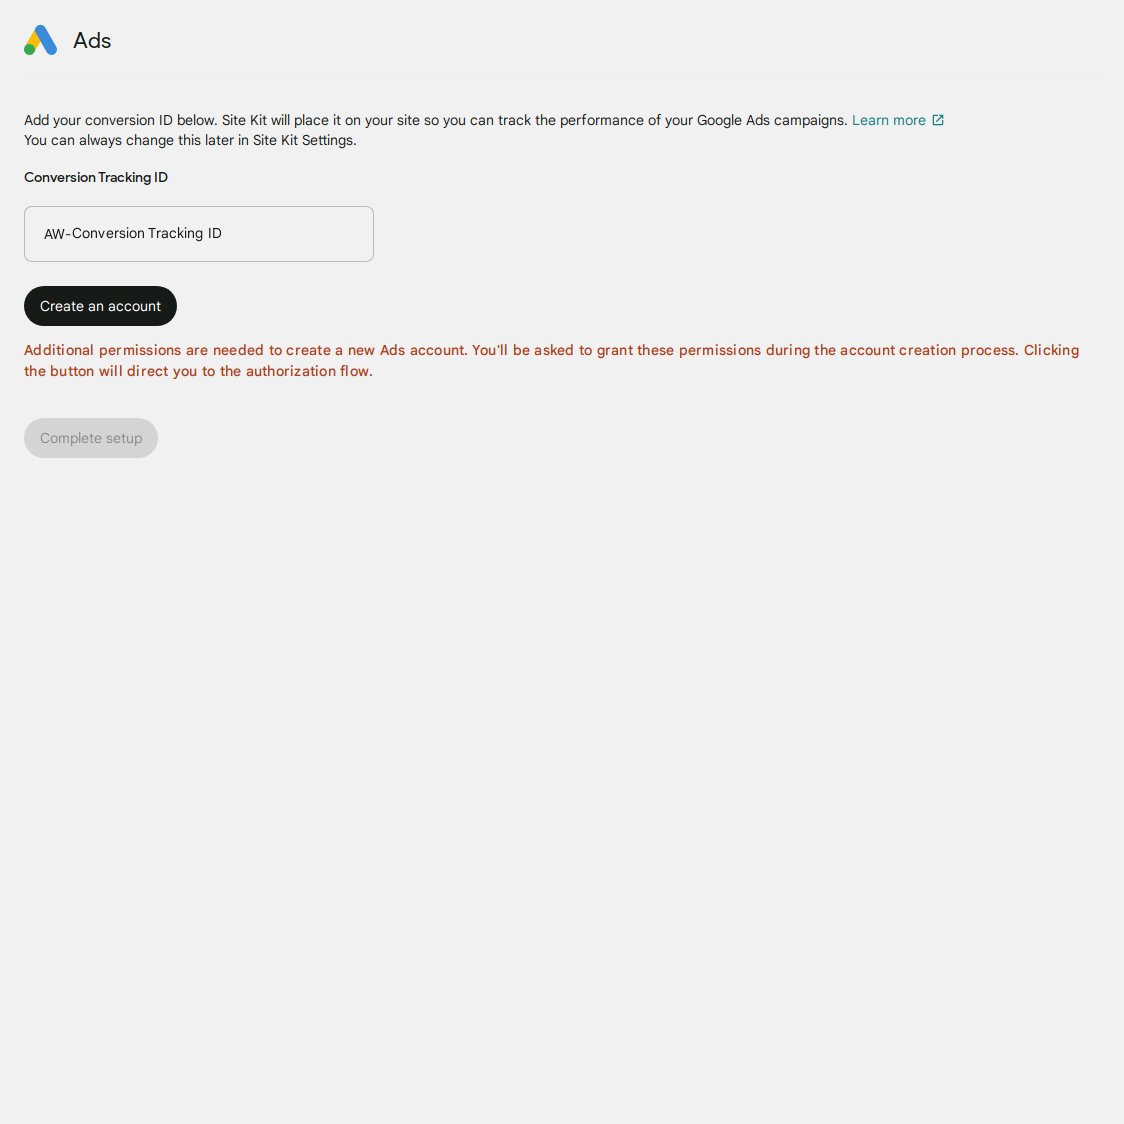 Ads
Add your conversion ID below. Site Kit will place it on your site so you can track the performance of your Google Ads campaigns. Learn more
You can always change this later in Site Kit Settings.
Conversion Tracking ID
AW-Conversion Tracking ID
Create an account
Additional permissions are needed to create a new Ads account. You'll be asked to grant these permissions during the account creation process. Clicking
the button will direct you to the authorization flow.
Complete setup